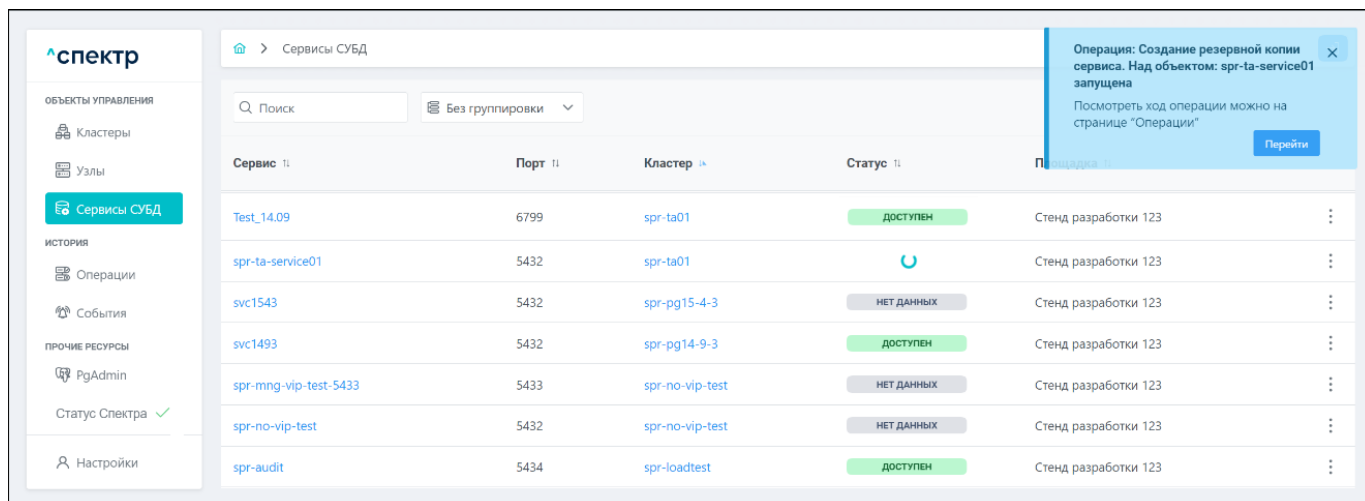 ^спектр
ОБЪЕКТЫ УПРАВЛЕНИЯ
Кластеры
Узлы
Сервисы СУБД
ИСТОРИЯ
Операции
События
ПРОЧИЕ РЕСУРСЫ
PgAdmin
Статус Спектра
Настройки
Сервисы СУБД
Поиск
Без группировки
Операция: Создание резервной копии
сервиса. Над объектом: spr-ta-service01
запущена
Посмотреть ход операции можно на
странице "Операции"
Перейти
Сервис Порт Кластер Статус Площадка
Test_14.09 6799 spr-ta01 ДОСТУПЕН Стенд разработки 123
spr-ta-service01 5432 spr-ta01 Стенд разработки 123
svc1543 5432 spr-pg15-4-3 НЕТ ДАННЫХ Стенд разработки 123
svc1493 5432 spr-pg14-9-3 ДОСТУПЕН Стенд разработки 123
spr-mng-vip-test-5433 5433 spr-no-vip-test НЕТ ДАННЫХ Стенд разработки 123
spr-no-vip-test 5432 spr-no-vip-test НЕТ ДАННЫХ Стенд разработки 123
spr-audit 5434 spr-loadtest ДОСТУПЕН Стенд разработки 123